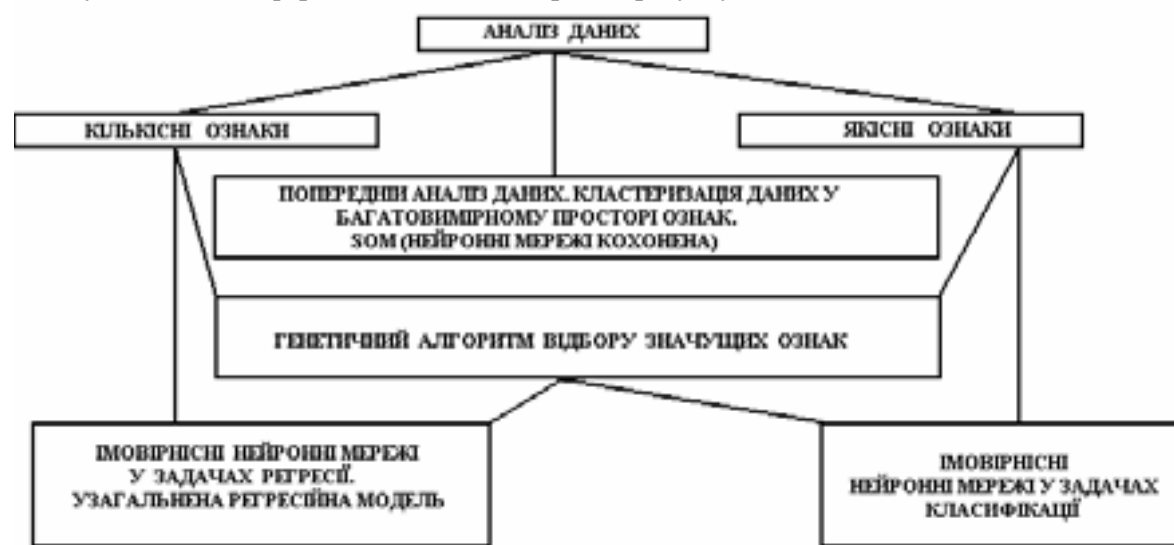 АНАЛІЗ ДАНИХ
КІЛЬКІСНІ ОЗНАКИ
ЯКІСНІ ОЗНАКИ
ПОПЕРЕДНІЙ АНАЛІЗ ДАНИХ. КЛАСТЕРИЗАЦІЯ ДАНИХ У
БАГАТОВИМІРНОМУ ПРОСТОРІ ОЗНАК.
SOM (НЕЙРОННІ МЕРЕЖІ КОХОНЕНА)
ГЕНЕТИЧНИЙ АЛГОРИТМ ВІДБОРУ ЗНАЧУЩИХ ОЗНАК
ІМОВІРНІСНІ НЕЙРОННІ МЕРЕЖІ
У ЗАДАЧАХ РЕГРЕСІЇ.
УЗАГАЛЬНЕНА РЕГРЕСІЙНА МОДЕЛЬ
ІМОВІРНІСНІ
НЕЙРОННІ МЕРЕЖІ У ЗАДАЧАХ
КЛАСИФІКАЦІЇ